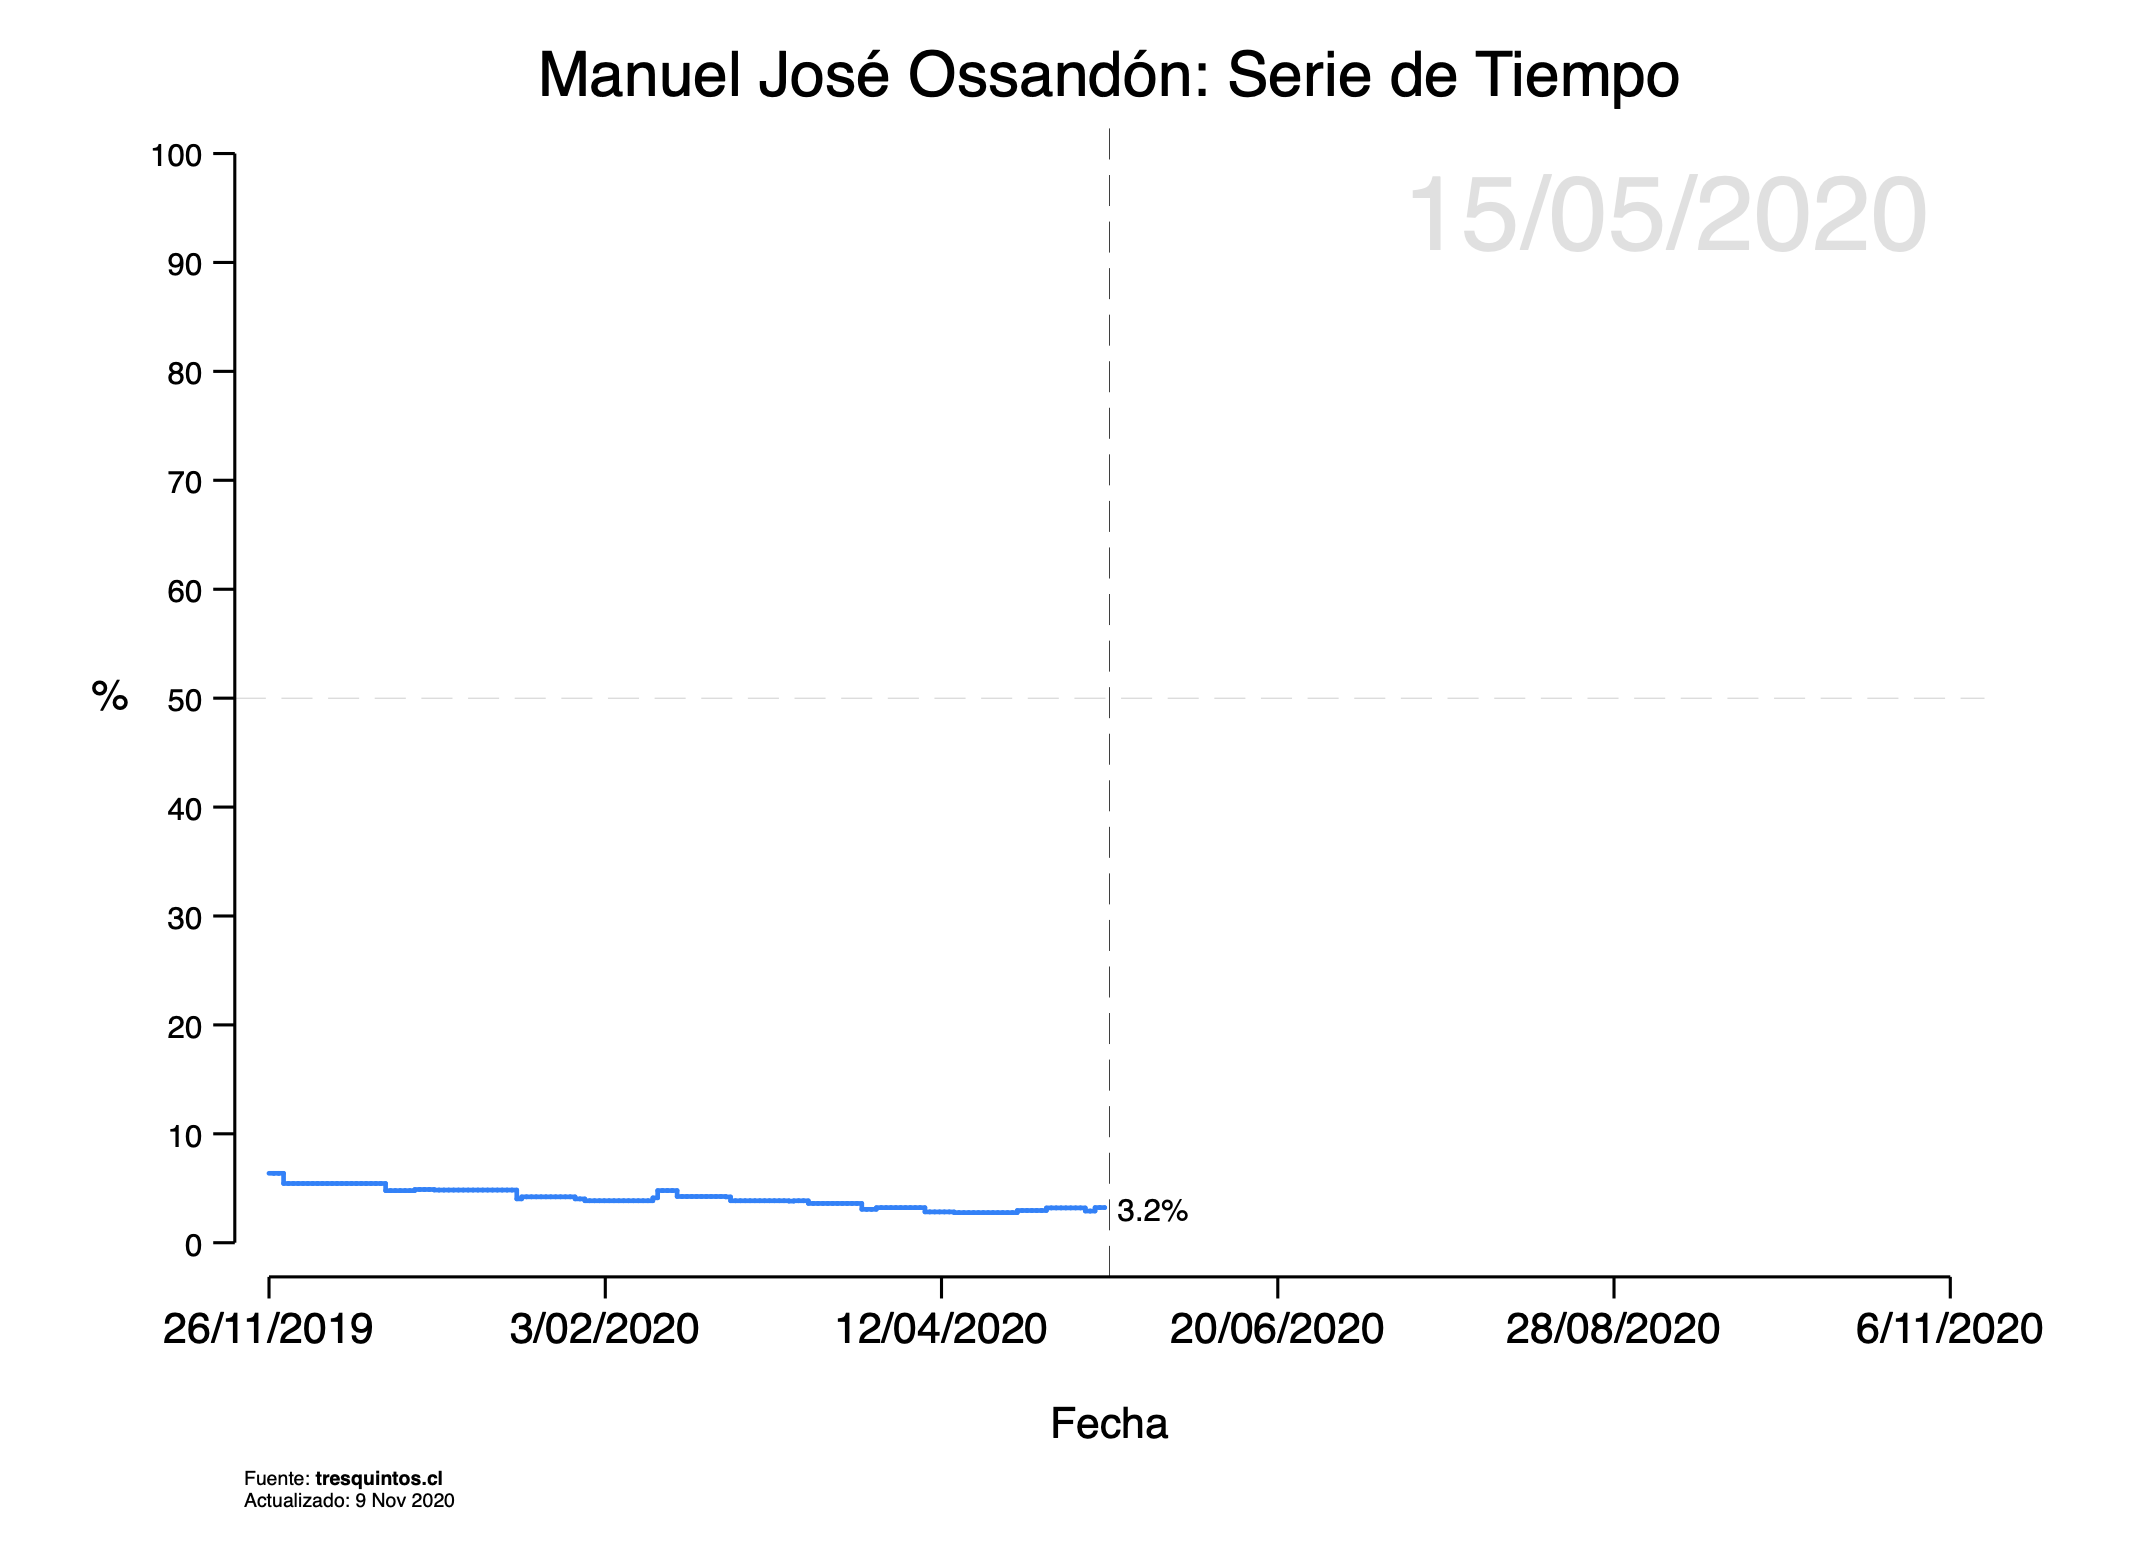 Manuel José Ossandón: Serie de Tiempo
15/05/2020
100
90
80
70
60
50
40
30
20
10
0
%
3.2%
26/11/2019 3/02/2020 12/04/2020 20/06/2020 28/08/2020 6/11/2020
Fecha
Fuente: tresquintos.cl
Actualizado: 9 Nov 2020